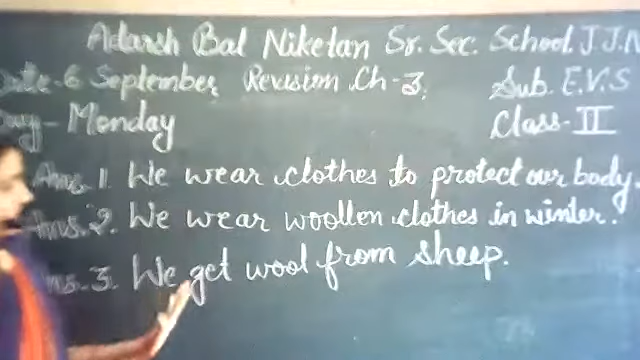 Adarsh Bal Niketan Sr. Sec. School. J.J.N
Date-6 September Revision Ch-3. Sub. E.V.S
Day-Monday Class-II
Ans. 1. We wear clothes to protect our body.
Ans. 2. We wear woollen clothes in winter.
Ans. 3. We get wool from sheep.